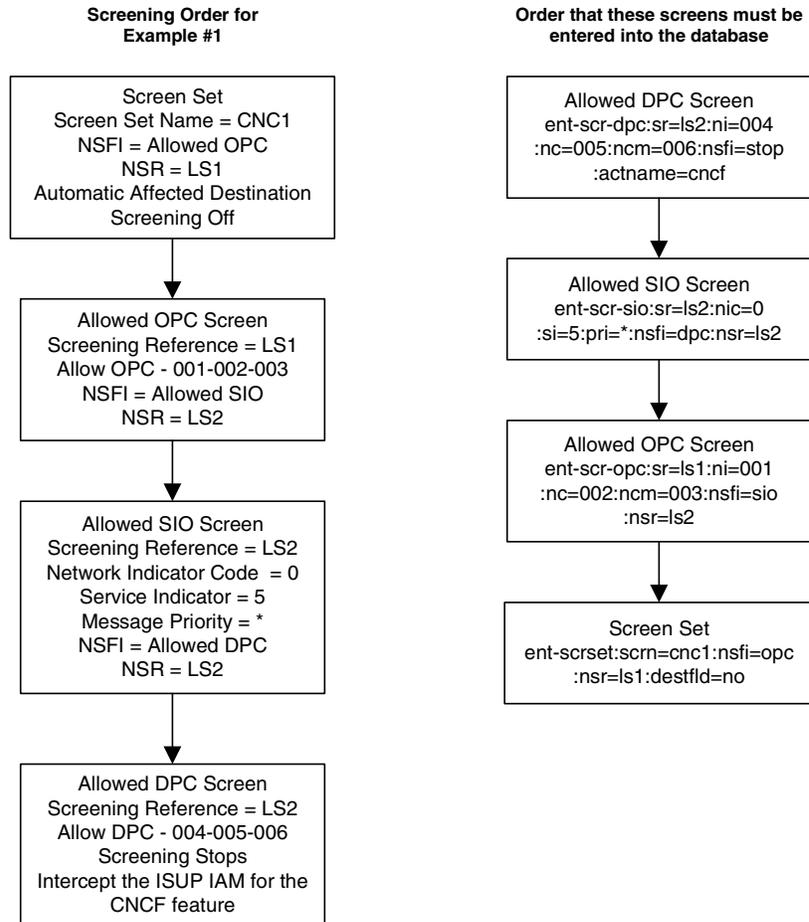 Screening Order for
Example #1
Screen Set
Screen Set Name = CNC1
NSFI = Allowed OPC
NSR = LS1
Automatic Affected Destination
Screening Off
Allowed OPC Screen
Screening Reference = LS1
Allow OPC - 001-002-003
NSFI = Allowed SIO
NSR = LS2
Allowed SIO Screen
Screening Reference = LS2
Network Indicator Code = 0
Service Indicator = 5
Message Priority = *
NSFI = Allowed DPC
NSR = LS2
Allowed DPC Screen
Screening Reference = LS2
Allow DPC - 004-005-006
Screening Stops
Intercept the ISUP IAM for the
CNCF feature
Order that these screens must be
entered into the database
Allowed DPC Screen
ent-scr-dpc:sr=ls2:ni=004
:nc=005:ncm=006:nsfi=stop
:actname=cncf
Allowed SIO Screen
ent-scr-sio:sr=ls2:nic=0
:si=5:pri=*:nsfi=dpc:nsr=ls2
Allowed OPC Screen
ent-scr-opc:sr=ls1:ni=001
:nc=002:ncm=003:nsfi=sio
:nsr=ls2
Screen Set
ent-scrset:scrn=cnc1:nsfi=opc
:nsr=ls1:destfld=no